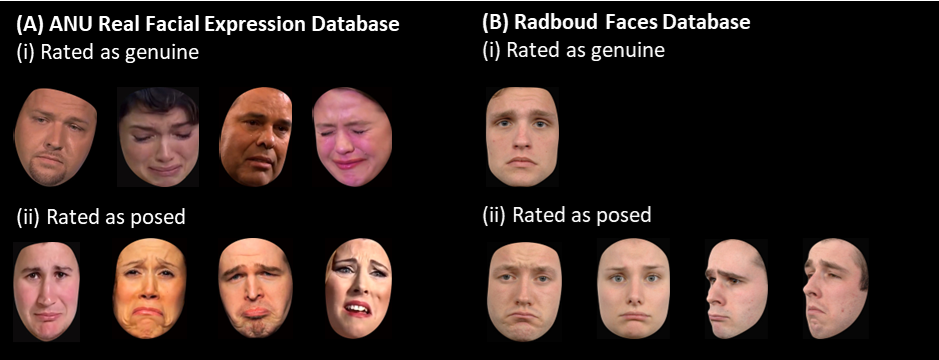 (A) ANU Real Facial Expression Database
(i) Rated as genuine
(ii) Rated as posed
(B) Radboud Faces Database
(i) Rated as genuine
(ii) Rated as posed